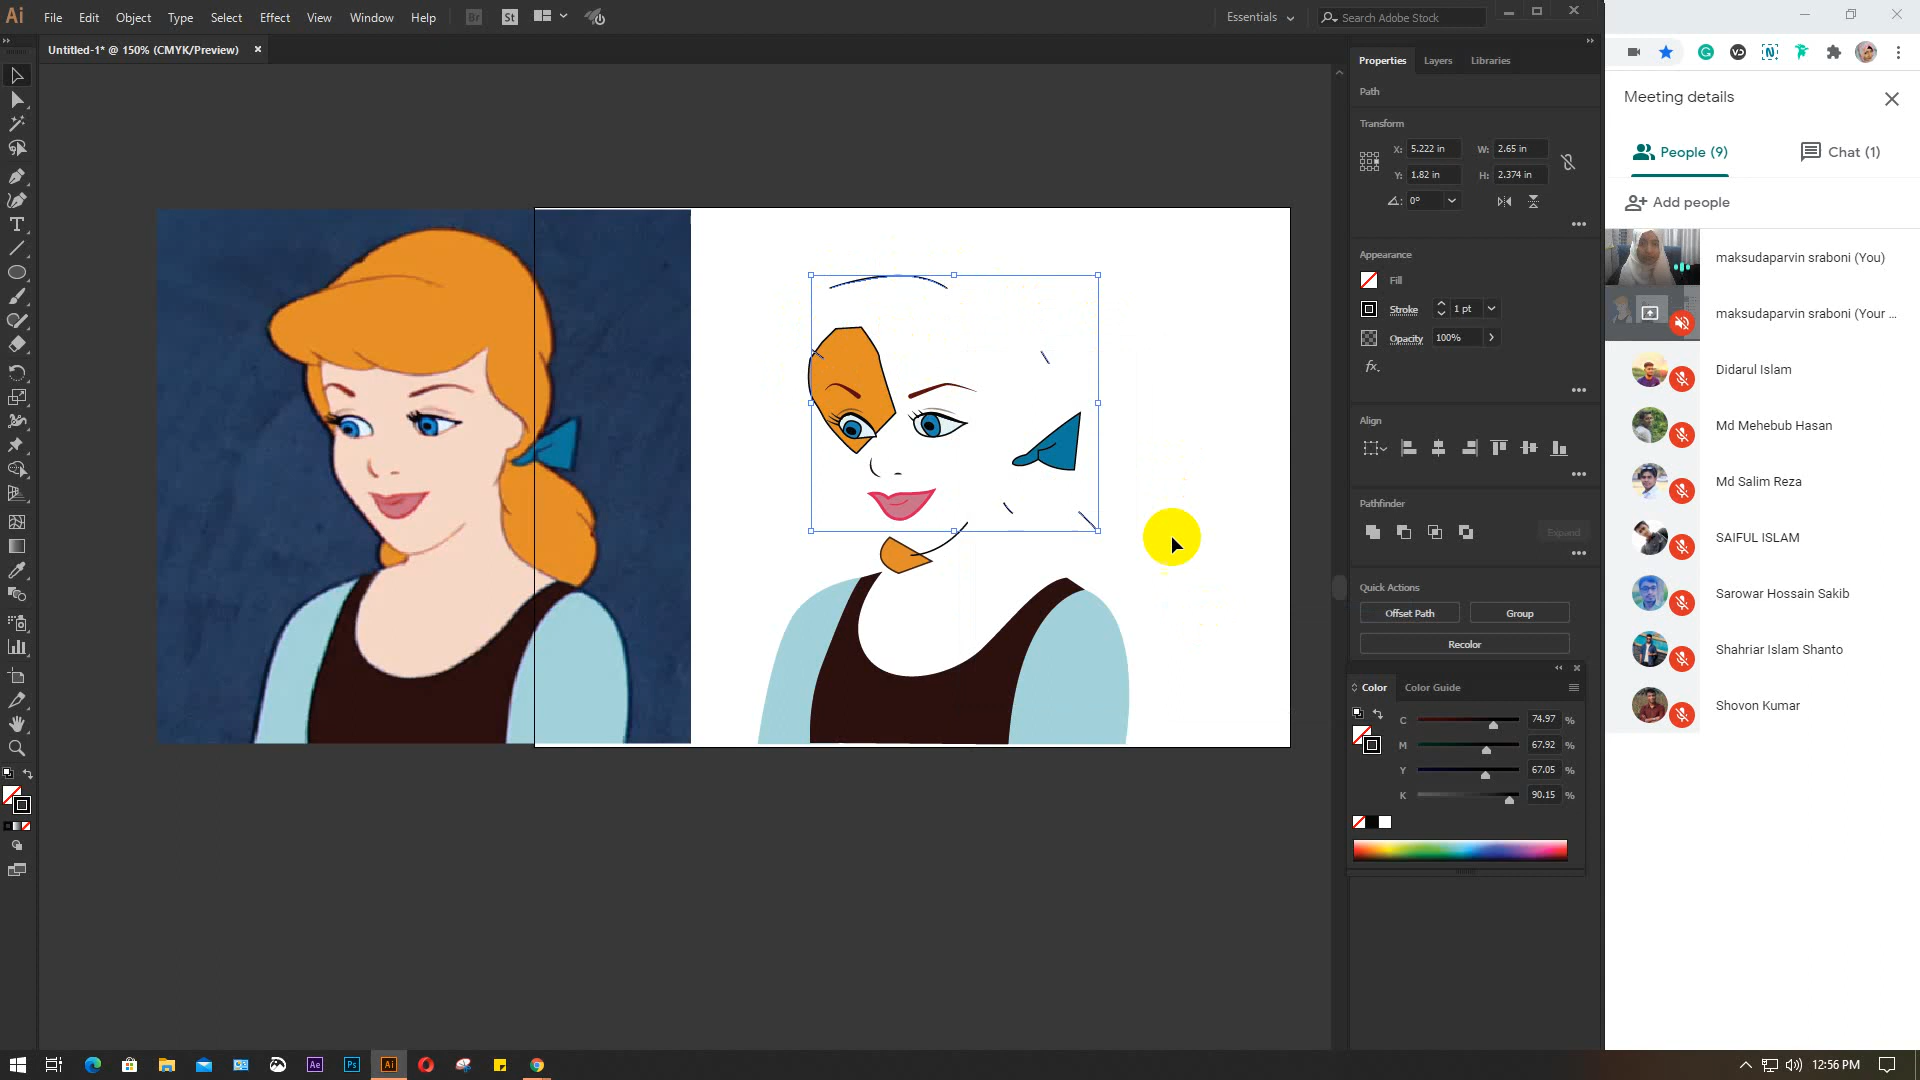 Ai File Edit Object Type Select Effect View Window Help Br St Essentials Search Adobe Stock
Untitled-1* @ 150% (CMYK/Preview) ×
Properties Layers Libraries
Path
Transform
X: 5.222 in W: 2.65 in
Y: 1.82 in H: 2.374 in
0°
Appearance
Fill
Stroke 1 pt
Opacity 100%
fx.
Align
Pathfinder
Expand
Quick Actions
Offset Path Group
Recolor
Color Color Guide
C 74.97 %
M 67.92 %
Y 67.05 %
K 90.15 %
Meeting details
People (9) Chat (1)
Add people
maksudaparvin sraboni (You)
maksudaparvin sraboni (Your ...
Didarul Islam
Md Mehebub Hasan
Md Salim Reza
SAIFUL ISLAM
Sarowar Hossain Sakib
Shahriar Islam Shanto
Shovon Kumar
Ae Ps Ai
12:56 PM